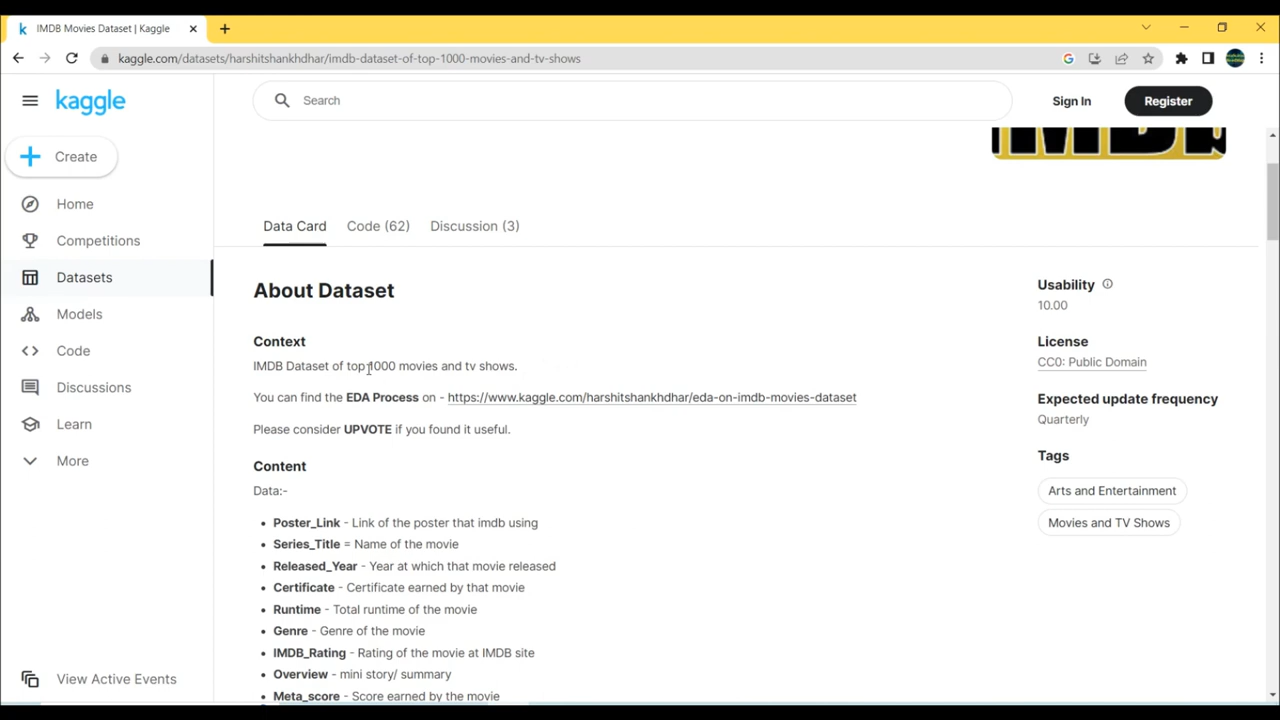 IMDB Movies Dataset | Kaggle
kaggle.com/datasets/harshitshankhdhar/imdb-dataset-of-top-1000-movies-and-tv-shows
kaggle
Search
Sign In
Register
IMDb
Create
Home
Competitions
Datasets
Models
Code
Discussions
Learn
More
View Active Events
Data Card
Code (62)
Discussion (3)
About Dataset
Context
IMDB Dataset of top 1000 movies and tv shows.
You can find the EDA Process on - https://www.kaggle.com/harshitshankhdhar/eda-on-imdb-movies-dataset
Please consider UPVOTE if you found it useful.
Content
Data:-
• Poster_Link - Link of the poster that imdb using
• Series_Title = Name of the movie
• Released_Year - Year at which that movie released
• Certificate - Certificate earned by that movie
• Runtime - Total runtime of the movie
• Genre - Genre of the movie
• IMDB_Rating - Rating of the movie at IMDB site
• Overview - mini story/ summary
• Meta_score - Score earned by the movie
Usability
10.00
License
CC0: Public Domain
Expected update frequency
Quarterly
Tags
Arts and Entertainment
Movies and TV Shows